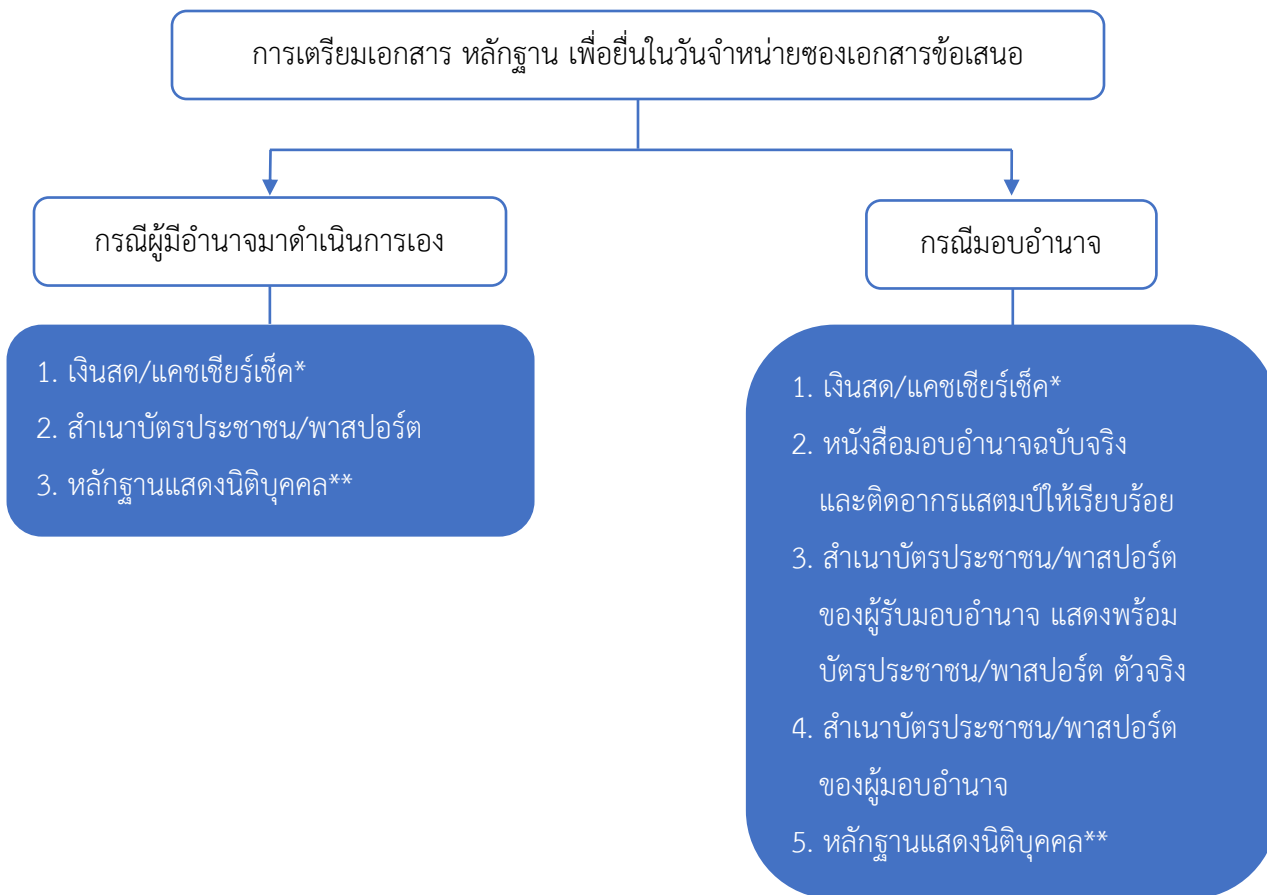 การเตรียมเอกสาร หลักฐาน เพื่อยื่นในวันจำหน่ายซองเอกสารข้อเสนอ
กรณีผู้มีอำนาจมาดำเนินการเอง
1. เงินสด/แคชเชียร์เช็ค*
2. สำเนาบัตรประชาชน/พาสปอร์ต
3. หลักฐานแสดงนิติบุคคล**
กรณีมอบอำนาจ
1. เงินสด/แคชเชียร์เช็ค*
2. หนังสือมอบอำนาจฉบับจริง
และติดอากรแสตมป์ให้เรียบร้อย
3. สำเนาบัตรประชาชน/พาสปอร์ต
ของผู้รับมอบอำนาจ แสดงพร้อม
บัตรประชาชน/พาสปอร์ต ตัวจริง
4. สำเนาบัตรประชาชน/พาสปอร์ต
ของผู้มอบอำนาจ
5. หลักฐานแสดงนิติบุคคล**